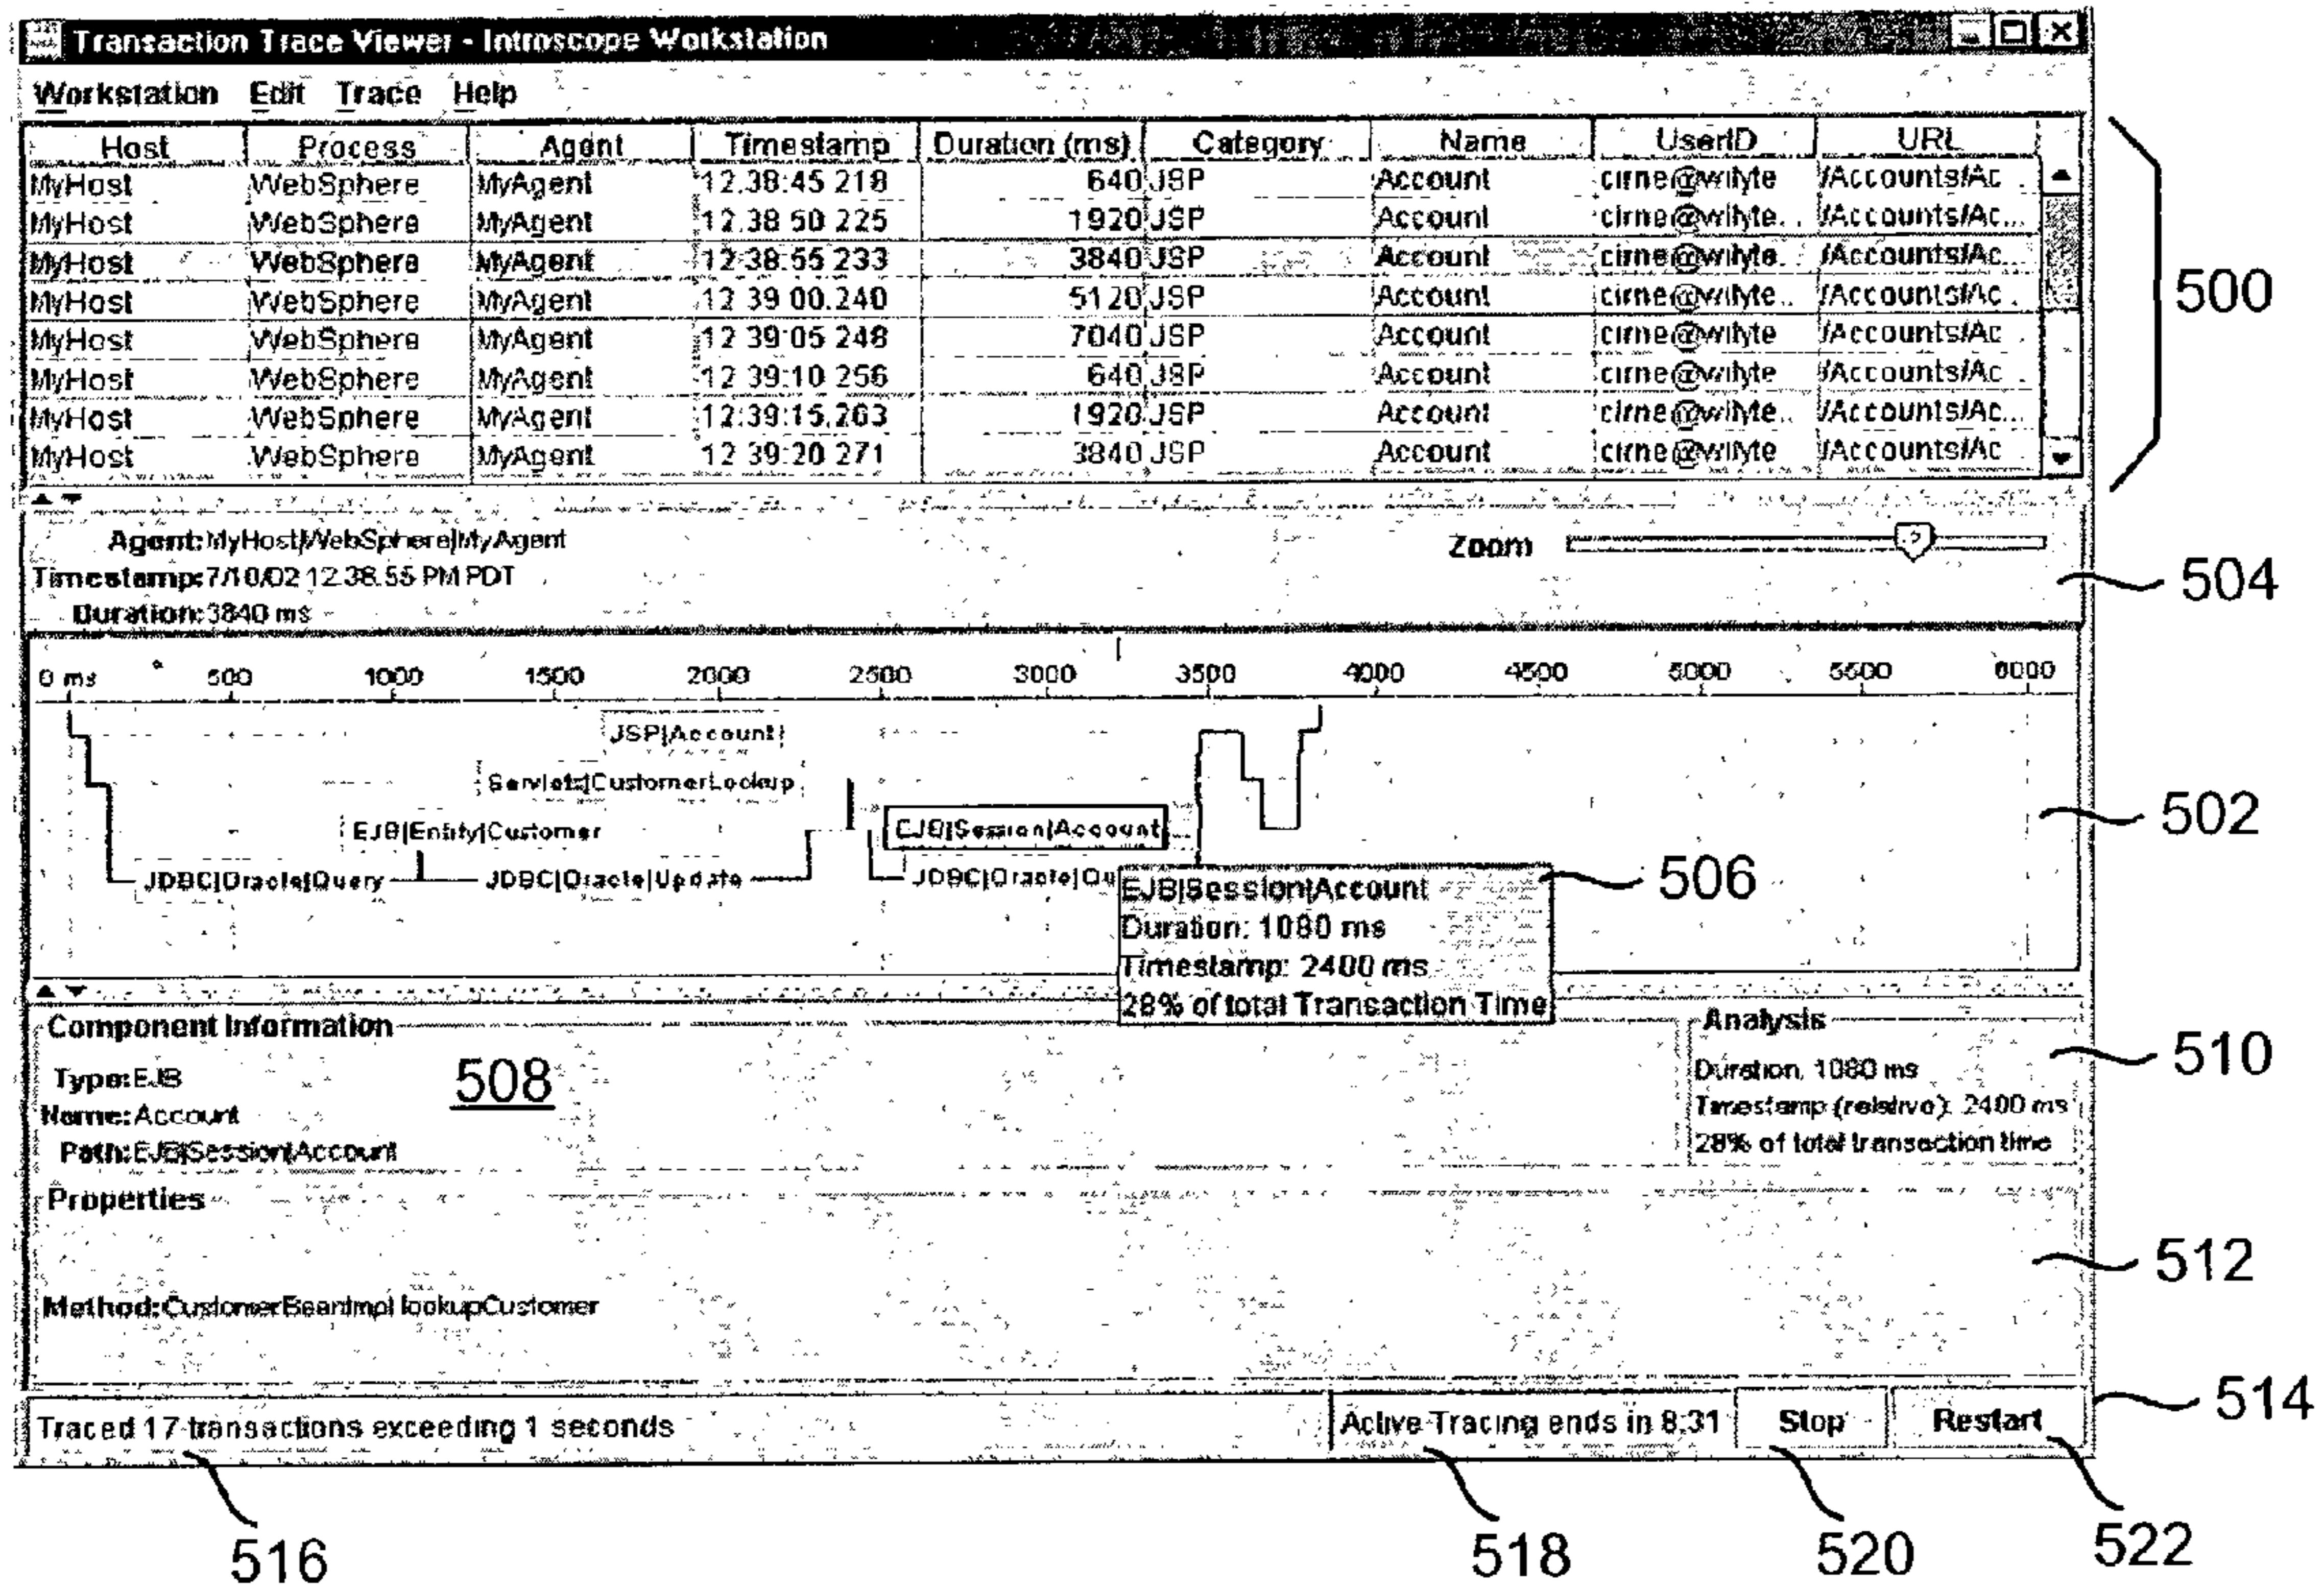 Transaction Trace Viewer - Introscope Workstation
Workstation Edit Trace Help
Host Process Agent Timestamp Duration (ms) Category Name UserID URL
MyHost WebSphere MyAgent 12.38:45 218 640 JSP Account cirne@wilyte /Accounts/Ac .
MyHost WebSphere MyAgent 12.38 50 225 1920 JSP Account cirne@wilyte. . /Accounts/Ac...
MyHost WebSphere MyAgent 12:38:55 233 3840 JSP Account cirne@wilyte. . /Accounts/Ac...
MyHost WebSphere MyAgent 12 39 00.240 5120 JSP Account cirne@wilyte.. /Accounts/Ac .
MyHost WebSphere MyAgent 12 39:05 248 7040 JSP Account cirne@wilyte /Accounts/Ac .
MyHost WebSphere MyAgent 12 39:10 256 640 JSP Account cirne@wilyte /Accounts/Ac .
MyHost WebSphere MyAgent 12:39:15.263 1920 JSP Account cirne@wilyte.. /Accounts/Ac...
MyHost WebSphere MyAgent 12 39:20 271 3840 JSP Account cirne@wilyte /Accounts/Ac
500
Agent: MyHost|WebSphere|MyAgent
Zoom
Timestamp: 7/10/02 12.38.55 PM PDT
504
Duration: 3840 ms
0 ms 500 1000 1500 2000 2500 3000 3500 4000 4500 5000 5500 6000
JSP|Account
Servlets|CustomerLookup
502
EJB|Entity|Customer EJB|Session|Account
JDBC|Oracle|Query JDBC|Oracle|Update JDBC|Oracle|Qu
506
EJB|Session|Account
Duration: 1080 ms
Timestamp: 2400 ms
28% of total Transaction Time
Component Information
Type: EJB
Name: Account
Path: EJB|Session|Account
508
Analysis
Duration. 1080 ms
Timestamp (relative): 2400 ms
28% of total transaction time
510
Properties
Method: CustomerBeanImpl lookupCustomer
512
Traced 17 transactions exceeding 1 seconds
Active Tracing ends in 8:31 Stop Restart
514
516 518 520 522